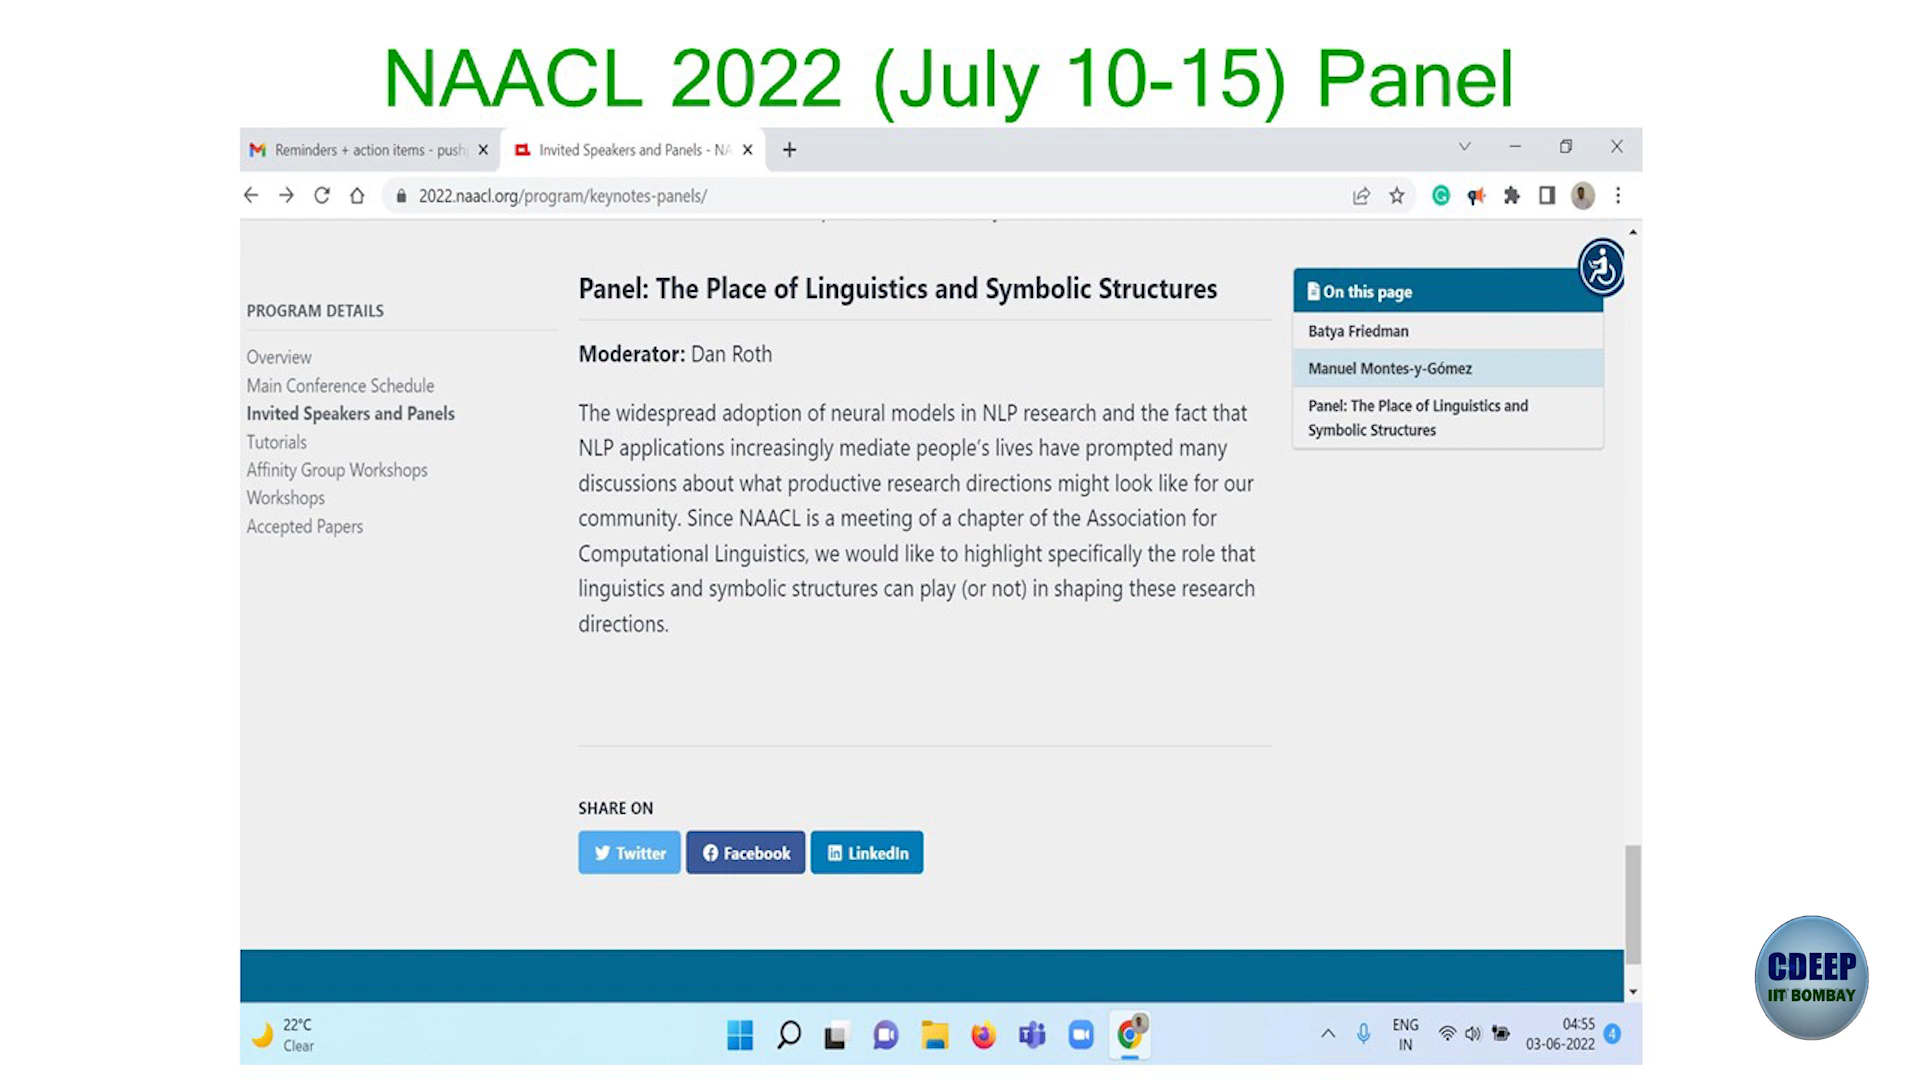 NAACL 2022 (July 10-15) Panel
Reminders + action items - push
Invited Speakers and Panels - NA
2022.naacl.org/program/keynotes-panels/
PROGRAM DETAILS
Overview
Main Conference Schedule
Invited Speakers and Panels
Tutorials
Affinity Group Workshops
Workshops
Accepted Papers
Panel: The Place of Linguistics and Symbolic Structures
Moderator: Dan Roth
The widespread adoption of neural models in NLP research and the fact that
NLP applications increasingly mediate people's lives have prompted many
discussions about what productive research directions might look like for our
community. Since NAACL is a meeting of a chapter of the Association for
Computational Linguistics, we would like to highlight specifically the role that
linguistics and symbolic structures can play (or not) in shaping these research
directions.
SHARE ON
Twitter
Facebook
LinkedIn
On this page
Batya Friedman
Manuel Montes-y-Gómez
Panel: The Place of Linguistics and
Symbolic Structures
22°C
Clear
ENG
IN
04:55
03-06-2022
4
CDEEP
IIT BOMBAY